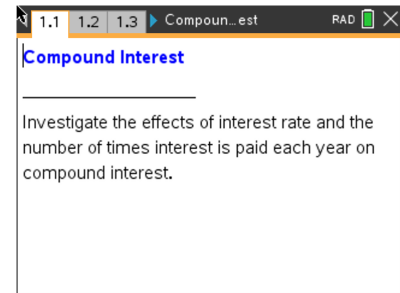 1.1 1.2 1.3 Compoun...est RAD
Compound Interest
Investigate the effects of interest rate and the
number of times interest is paid each year on
compound interest.